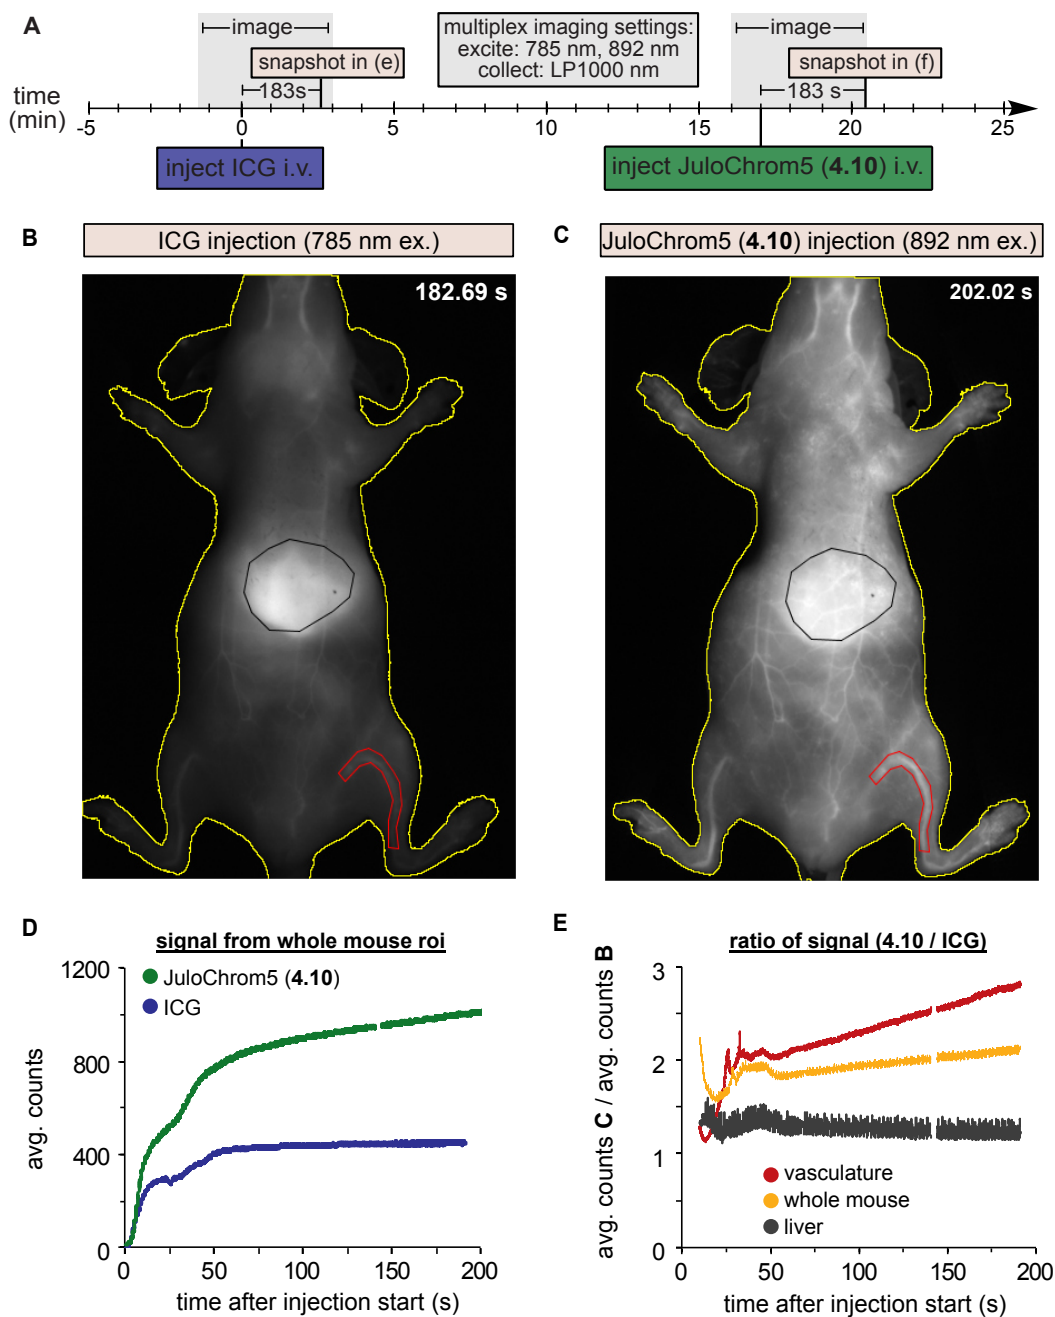 A
image
image
multiplex imaging settings:
excite: 785 nm, 892 nm
collect: LP1000 nm
snapshot in (e)
snapshot in (f)
183s
183 s
time
(min)
-5
0
5
10
15
20
25
inject ICG i.v.
inject JuloChrom5 (4.10) i.v.
B
ICG injection (785 nm ex.)
182.69 s
C
JuloChrom5 (4.10) injection (892 nm ex.)
202.02 s
D
signal from whole mouse roi
1200
800
400
0
avg. counts
JuloChrom5 (4.10)
ICG
0
50
100
150
200
time after injection start (s)
E
ratio of signal (4.10 / ICG)
3
2
1
0
avg. counts C / avg. counts B
vasculature
whole mouse
liver
0
50
100
150
200
time after injection start (s)